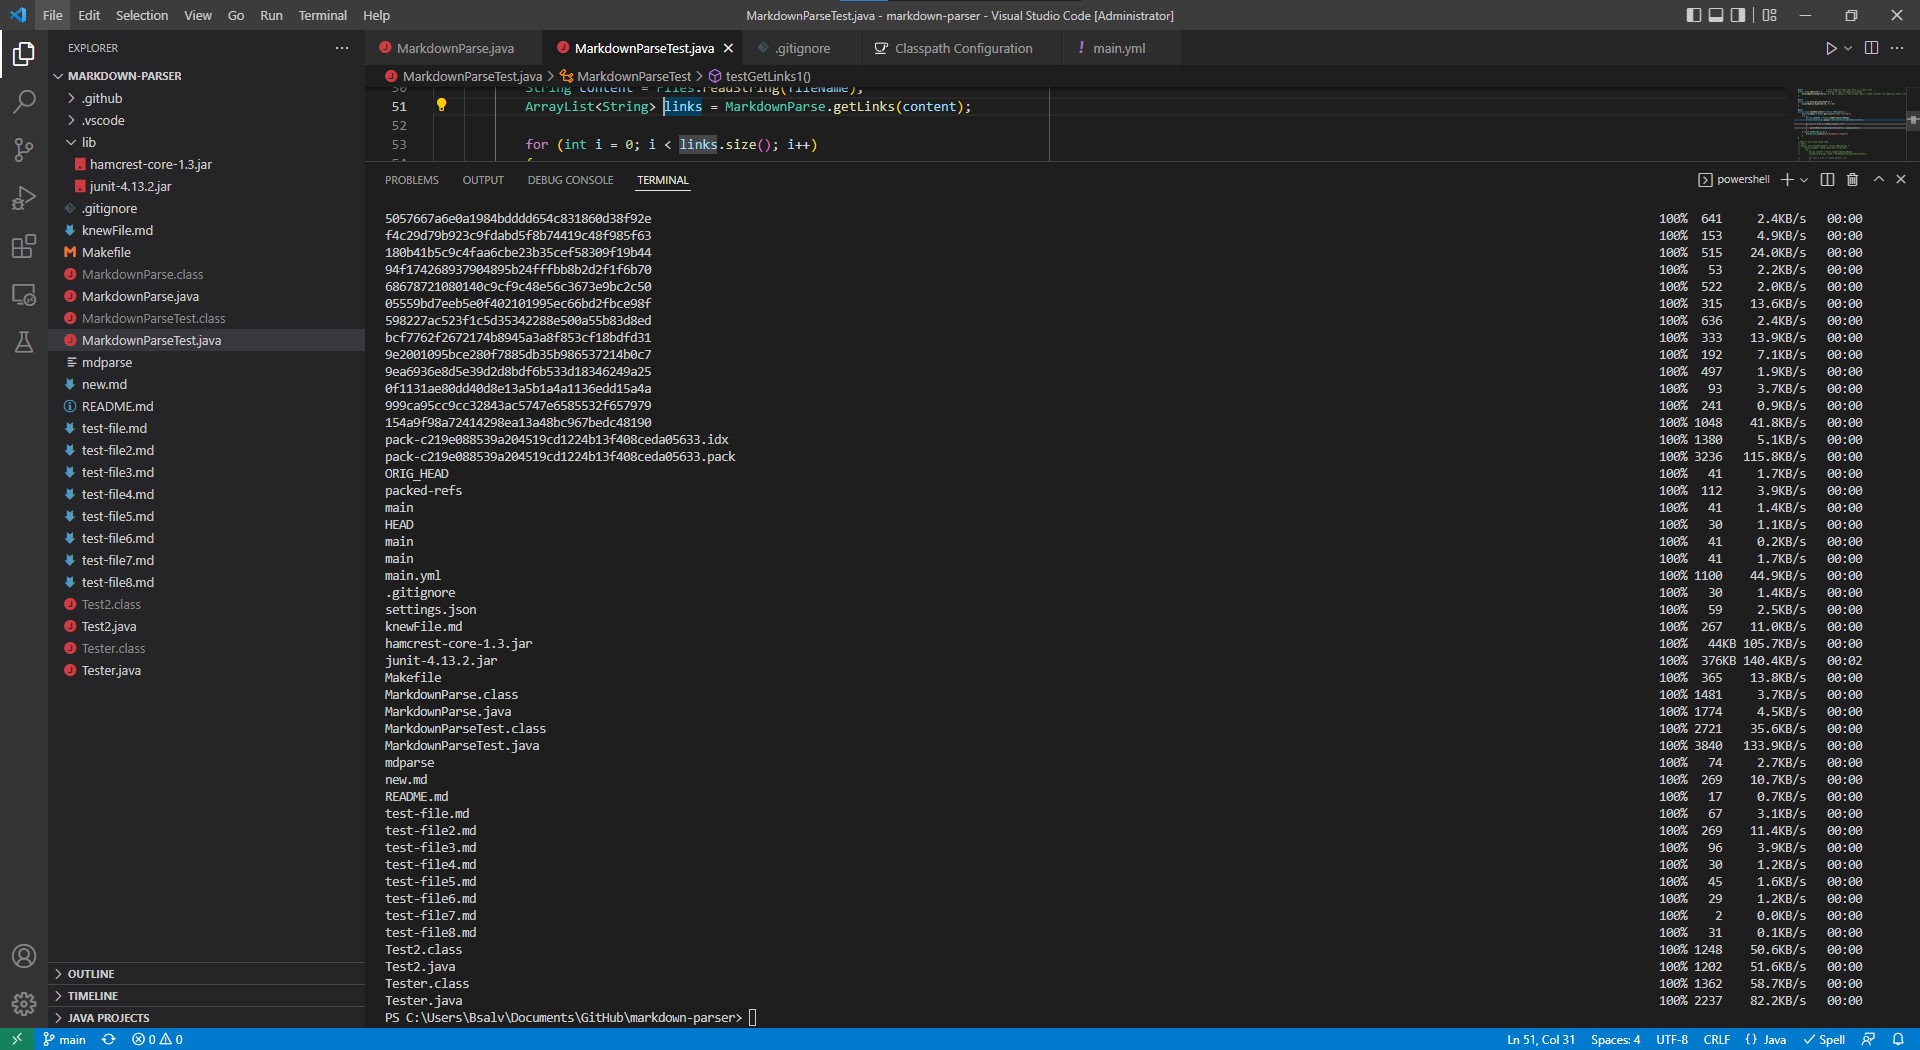 File Edit Selection View Go Run Terminal Help
MarkdownParseTest.java - markdown-parser - Visual Studio Code [Administrator]
EXPLORER
MARKDOWN-PARSER
.github
.vscode
lib
hamcrest-core-1.3.jar
junit-4.13.2.jar
.gitignore
knewFile.md
Makefile
MarkdownParse.class
MarkdownParse.java
MarkdownParseTest.class
MarkdownParseTest.java
mdparse
new.md
README.md
test-file.md
test-file2.md
test-file3.md
test-file4.md
test-file5.md
test-file6.md
test-file7.md
test-file8.md
Test2.class
Test2.java
Tester.class
Tester.java
OUTLINE
TIMELINE
JAVA PROJECTS
MarkdownParse.java MarkdownParseTest.java .gitignore Classpath Configuration main.yml
MarkdownParseTest.java > MarkdownParseTest > testGetLinks1()
50 String content = Files.readString(fileName);
51 ArrayList<String> links = MarkdownParse.getLinks(content);
52
53 for (int i = 0; i < links.size(); i++)
PROBLEMS OUTPUT DEBUG CONSOLE TERMINAL powershell
5057667a6e0a1984bdddd654c831860d38f92e 100% 641 2.4KB/s 00:00
f4c29d79b923c9fdabd5f8b74419c48f985f63 100% 153 4.9KB/s 00:00
180b41b5c9c4faa6cbe23b35cef58309f19b44 100% 515 24.0KB/s 00:00
94f174268937904895b24fffbb8b2d2f1f6b70 100% 53 2.2KB/s 00:00
68678721080140c9cf9c48e56c3673e9bc2c50 100% 522 2.0KB/s 00:00
05559bd7eeb5e0f402101995ec66bd2fbce98f 100% 315 13.6KB/s 00:00
598227ac523f1c5d35342288e500a55b83d8ed 100% 636 2.4KB/s 00:00
bcf7762f2672174b8945a3a8f853cf18bdfd31 100% 333 13.9KB/s 00:00
9e2001095bce280f7885db35b986537214b0c7 100% 192 7.1KB/s 00:00
9ea6936e8d5e39d2d8bdf6b533d18346249a25 100% 497 1.9KB/s 00:00
0f1131ae80dd40d8e13a5b1a4a1136edd15a4a 100% 93 3.7KB/s 00:00
999ca95cc9cc32843ac5747e6585532f657979 100% 241 0.9KB/s 00:00
154a9f98a72414298ea13a48bc967bedc48190 100% 1048 41.8KB/s 00:00
pack-c219e088539a204519cd1224b13f408ceda05633.idx 100% 1380 5.1KB/s 00:00
pack-c219e088539a204519cd1224b13f408ceda05633.pack 100% 3236 115.8KB/s 00:00
ORIG_HEAD 100% 41 1.7KB/s 00:00
packed-refs 100% 112 3.9KB/s 00:00
main 100% 41 1.4KB/s 00:00
HEAD 100% 30 1.1KB/s 00:00
main 100% 41 0.2KB/s 00:00
main 100% 41 1.7KB/s 00:00
main.yml 100% 1100 44.9KB/s 00:00
.gitignore 100% 30 1.4KB/s 00:00
settings.json 100% 59 2.5KB/s 00:00
knewFile.md 100% 267 11.0KB/s 00:00
hamcrest-core-1.3.jar 100% 44KB 105.7KB/s 00:00
junit-4.13.2.jar 100% 376KB 140.4KB/s 00:02
Makefile 100% 365 13.8KB/s 00:00
MarkdownParse.class 100% 1481 3.7KB/s 00:00
MarkdownParse.java 100% 1774 4.5KB/s 00:00
MarkdownParseTest.class 100% 2721 35.6KB/s 00:00
MarkdownParseTest.java 100% 3840 133.9KB/s 00:00
mdparse 100% 74 2.7KB/s 00:00
new.md 100% 269 10.7KB/s 00:00
README.md 100% 17 0.7KB/s 00:00
test-file.md 100% 67 3.1KB/s 00:00
test-file2.md 100% 269 11.4KB/s 00:00
test-file3.md 100% 96 3.9KB/s 00:00
test-file4.md 100% 30 1.2KB/s 00:00
test-file5.md 100% 45 1.6KB/s 00:00
test-file6.md 100% 29 1.2KB/s 00:00
test-file7.md 100% 2 0.0KB/s 00:00
test-file8.md 100% 31 0.1KB/s 00:00
Test2.class 100% 1248 50.6KB/s 00:00
Test2.java 100% 1202 51.6KB/s 00:00
Tester.class 100% 1362 58.7KB/s 00:00
Tester.java 100% 2237 82.2KB/s 00:00
PS C:\Users\Bsalv\Documents\GitHub\markdown-parser>
main 0 0 Ln 51, Col 31 Spaces: 4 UTF-8 CRLF {} Java Spell